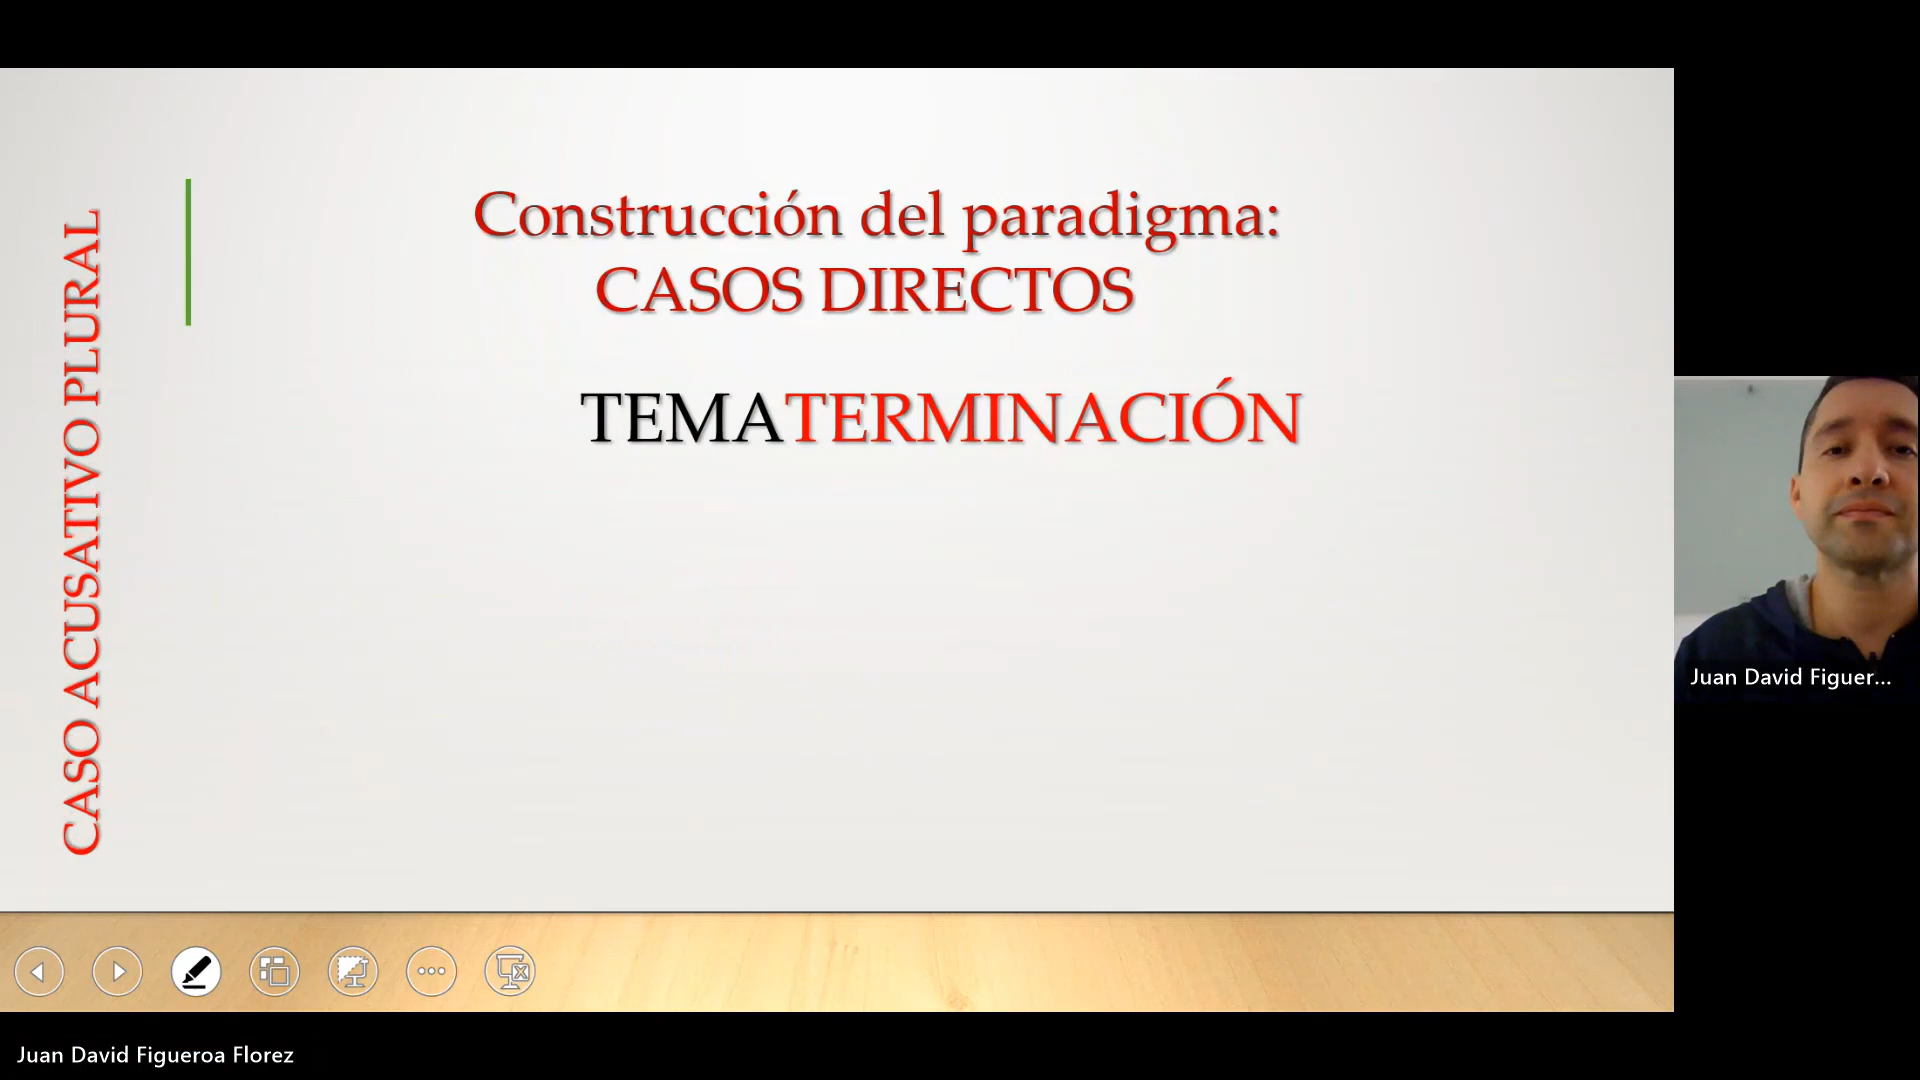 Construcción del paradigma:
CASOS DIRECTOS
TEMATERMINACIÓN
CASO ACUSATIVO PLURAL
Juan David Figuer...
Juan David Figueroa Florez